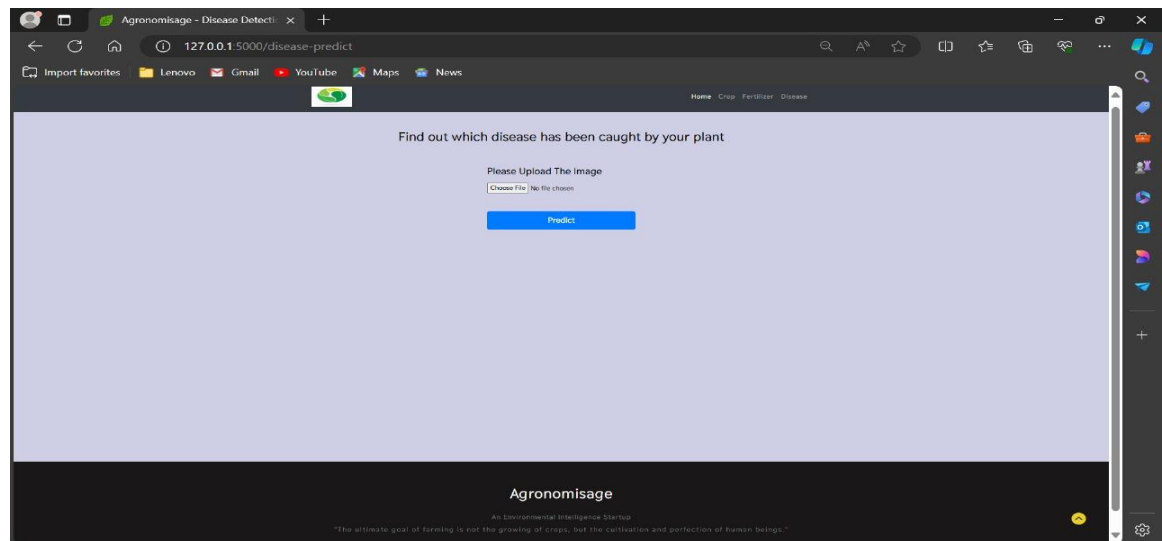 Agronomisage - Disease Detecti
127.0.0.1:5000/disease-predict
Import favorites Lenovo Gmail YouTube Maps News
Home Crop Fertilizer Disease
Find out which disease has been caught by your plant
Please Upload The Image
Choose File No file chosen
Predict
Agronomisage
An Environmental Intelligence Startup
"The ultimate goal of farming is not the growing of crops, but the cultivation and perfection of human beings."